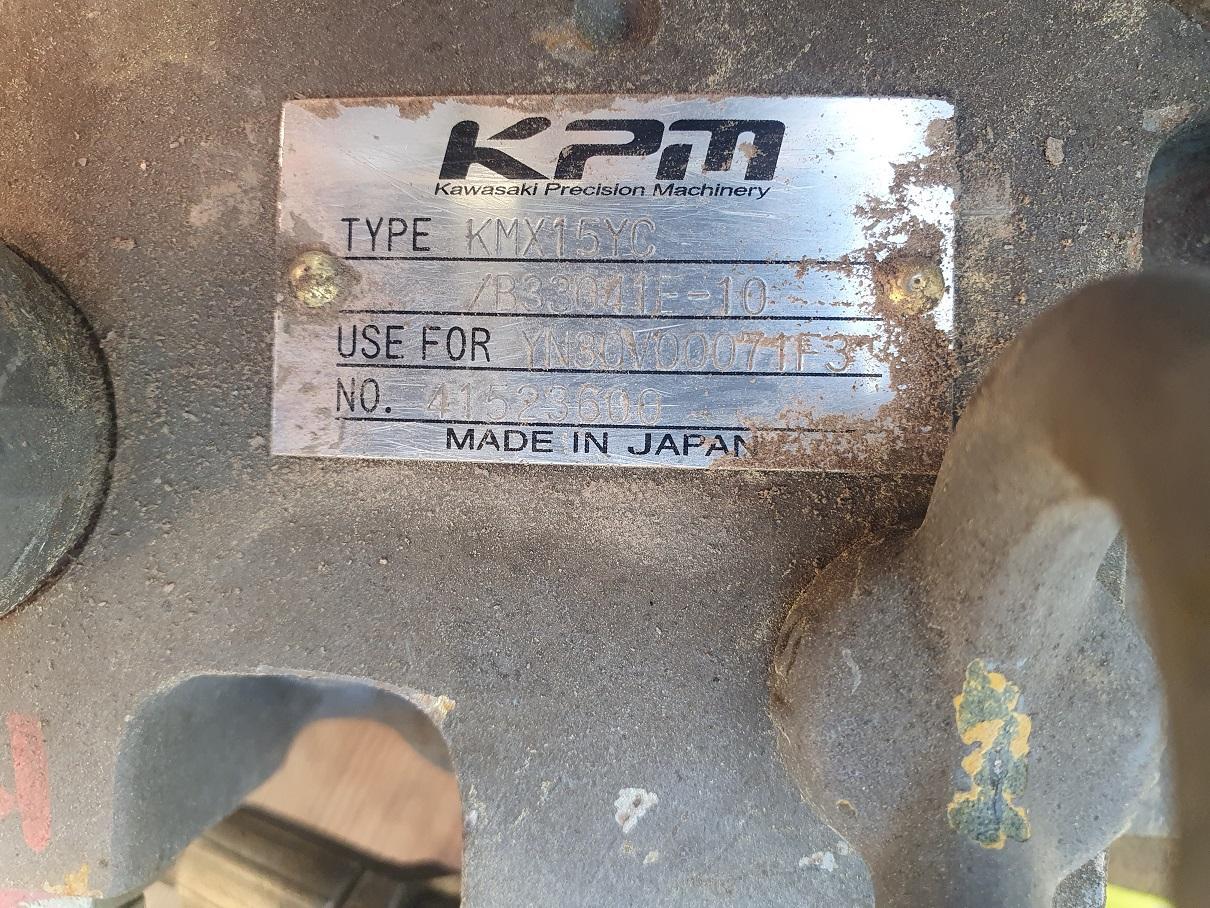 KPM
Kawasaki Precision Machinery
TYPE KMX15YC
/B33041E-10
USE FOR YN30V00071F3
NO. 41523600
MADE IN JAPAN